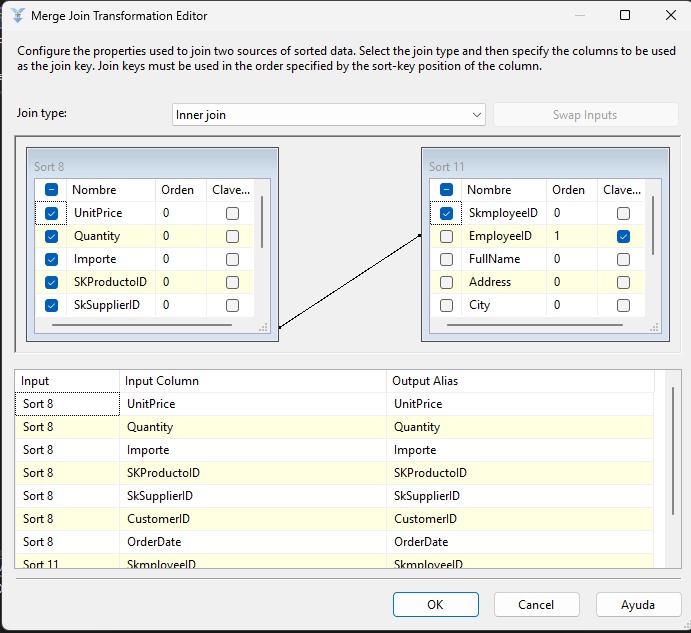 Merge Join Transformation Editor
Configure the properties used to join two sources of sorted data. Select the join type and then specify the columns to be used
as the join key. Join keys must be used in the order specified by the sort-key position of the column.
Join type: Inner join Swap Inputs
Sort 8 Sort 11
Nombre Orden Clave... Nombre Orden Clave...
UnitPrice 0 SkmployeeID 0
Quantity 0 EmployeeID 1
Importe 0 FullName 0
SKProductoID 0 Address 0
SkSupplierID 0 City 0
Input Input Column Output Alias
Sort 8 UnitPrice UnitPrice
Sort 8 Quantity Quantity
Sort 8 Importe Importe
Sort 8 SKProductoID SKProductoID
Sort 8 SkSupplierID SkSupplierID
Sort 8 CustomerID CustomerID
Sort 8 OrderDate OrderDate
Sort 11 SkmployeeID SkmployeeID
OK Cancel Ayuda